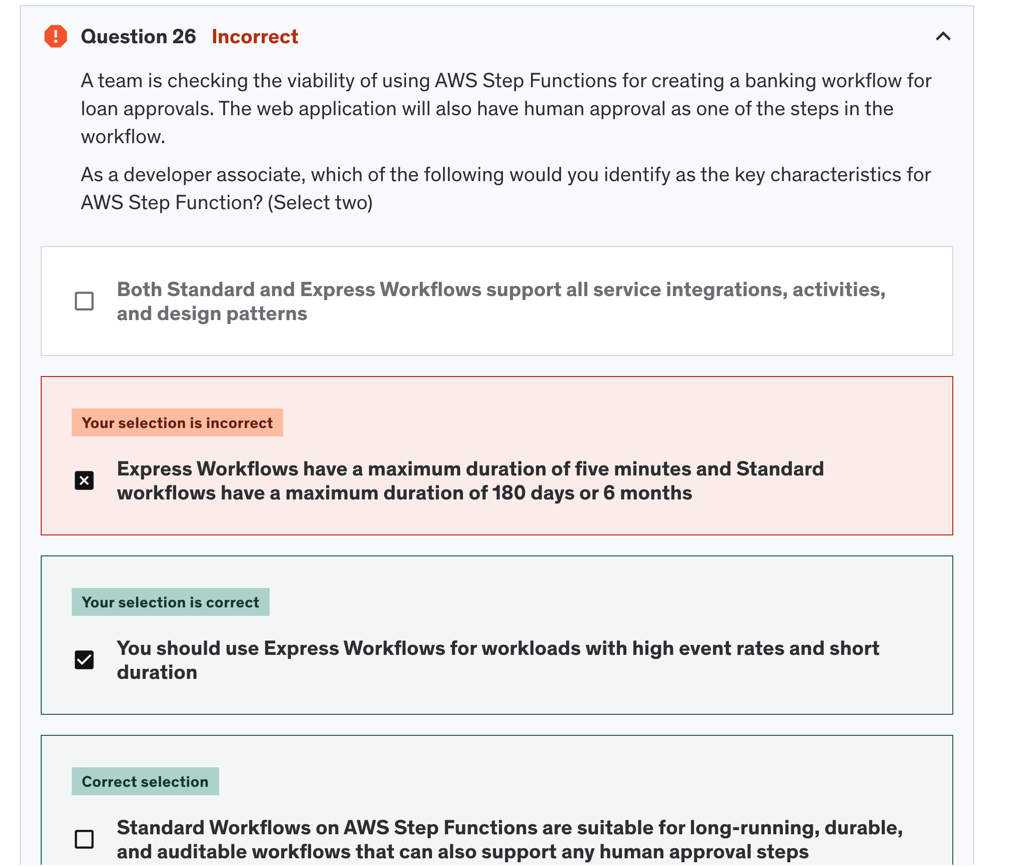 Question 26 Incorrect
A team is checking the viability of using AWS Step Functions for creating a banking workflow for
loan approvals. The web application will also have human approval as one of the steps in the
workflow.
As a developer associate, which of the following would you identify as the key characteristics for
AWS Step Function? (Select two)
Both Standard and Express Workflows support all service integrations, activities,
and design patterns
Your selection is incorrect
Express Workflows have a maximum duration of five minutes and Standard
workflows have a maximum duration of 180 days or 6 months
Your selection is correct
You should use Express Workflows for workloads with high event rates and short
duration
Correct selection
Standard Workflows on AWS Step Functions are suitable for long-running, durable,
and auditable workflows that can also support any human approval steps